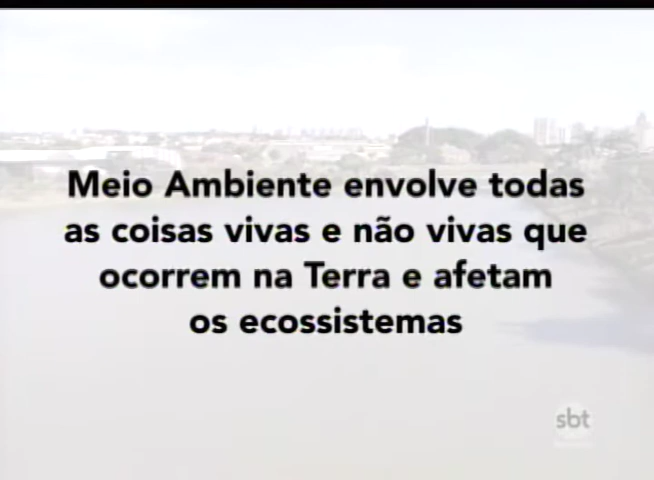 Meio Ambiente envolve todas
as coisas vivas e não vivas que
ocorrem na Terra e afetam
os ecossistemas
sbt